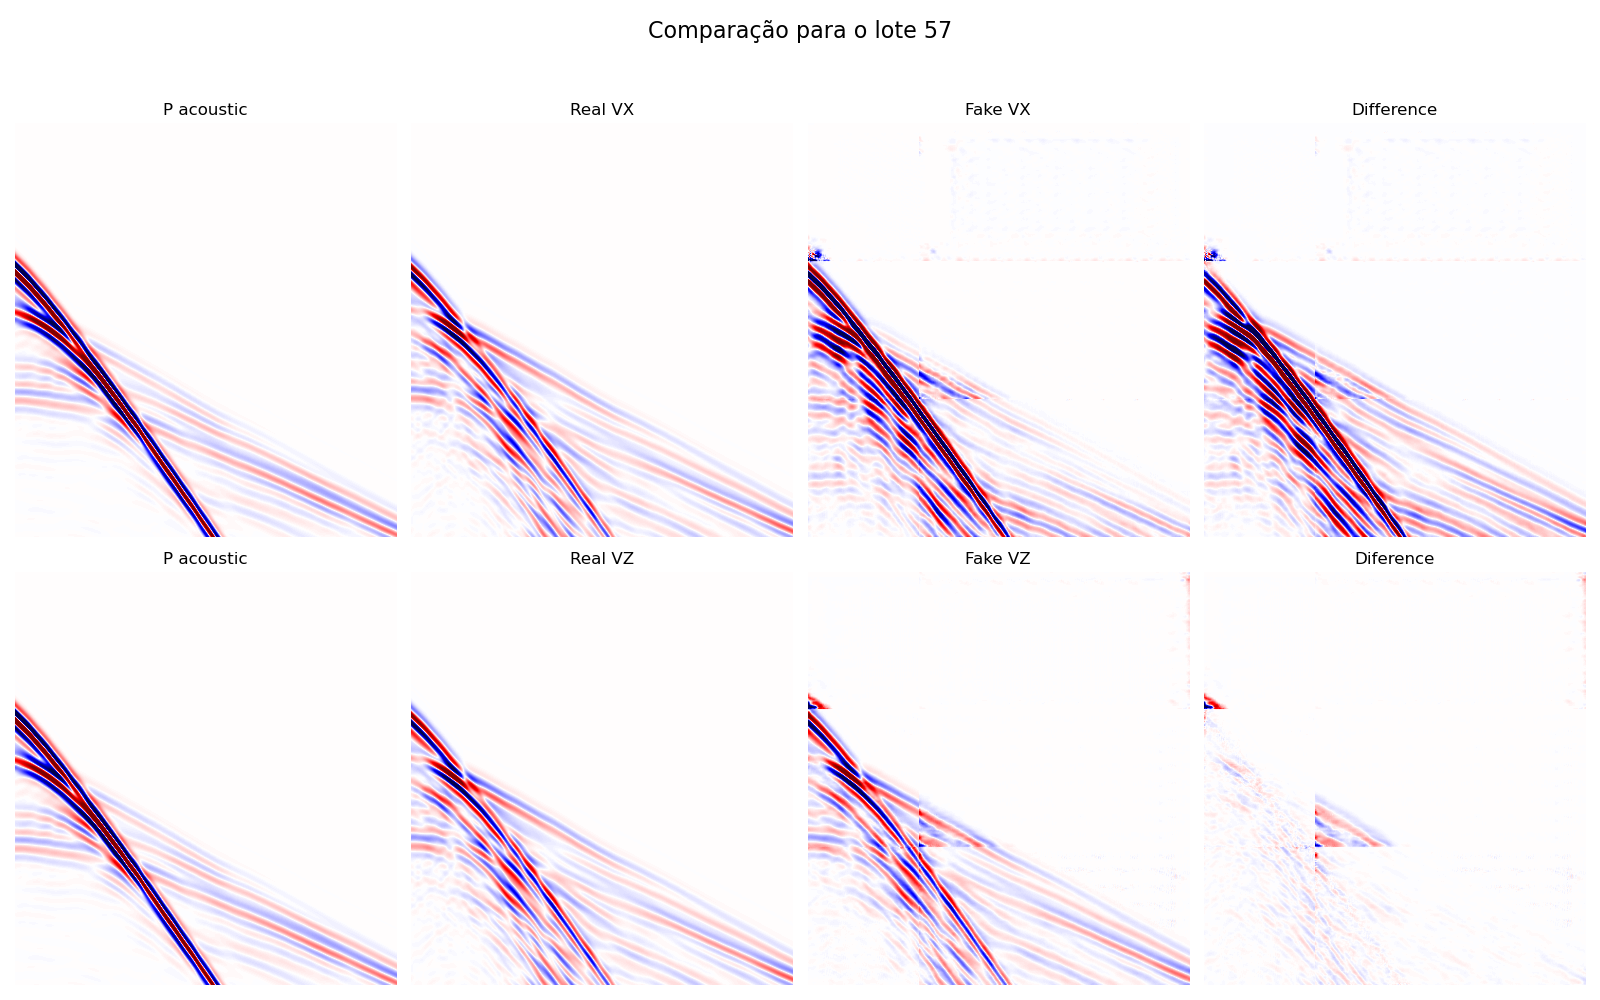 Comparação para o lote 57
P acoustic
Real VX
Fake VX
Difference
P acoustic
Real VZ
Fake VZ
Diference